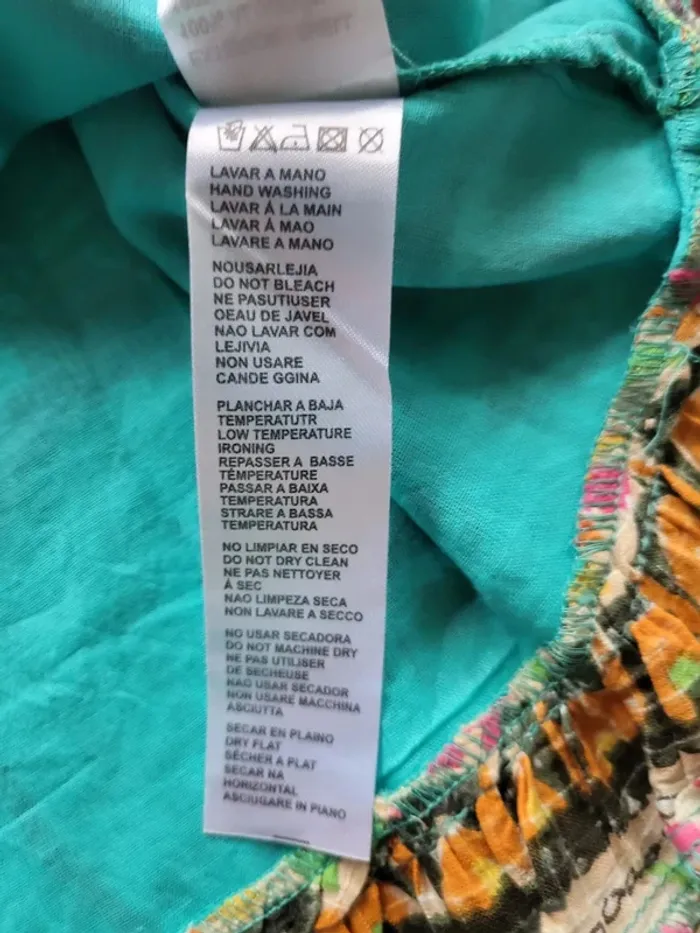 100%
LAVAR A MANO
HAND WASHING
LAVAR Á LA MAIN
LAVAR Á MAO
LAVARE A MANO
NOUSARLEJIA
DO NOT BLEACH
NE PASUTIUSER
OEAU DE JAVEL
NAO LAVAR COM
LEJIVIA
NON USARE
CANDE GGINA
PLANCHAR A BAJA
TEMPERATUTR
LOW TEMPERATURE
IRONING
REPASSER A BASSE
TÉMPERATURE
PASSAR A BAIXA
TEMPERATURA
STRARE A BASSA
TEMPERATURA
NO LIMPIAR EN SECO
DO NOT DRY CLEAN
NE PAS NETTOYER
Á SEC
NAO LIMPEZA SECA
NON LAVARE A SECCO
NO USAR SECADORA
DO NOT MACHINE DRY
NE PAS UTILISER
DE SECHEUSE
NAO USAR SECADOR
NON USARE MACCHINA
ASCIUTTA
SECAR EN PLAINO
DRY FLAT
SÉCHER A PLAT
SECAR NA
HORIZONTAL
ASCIUGARE IN PIANO